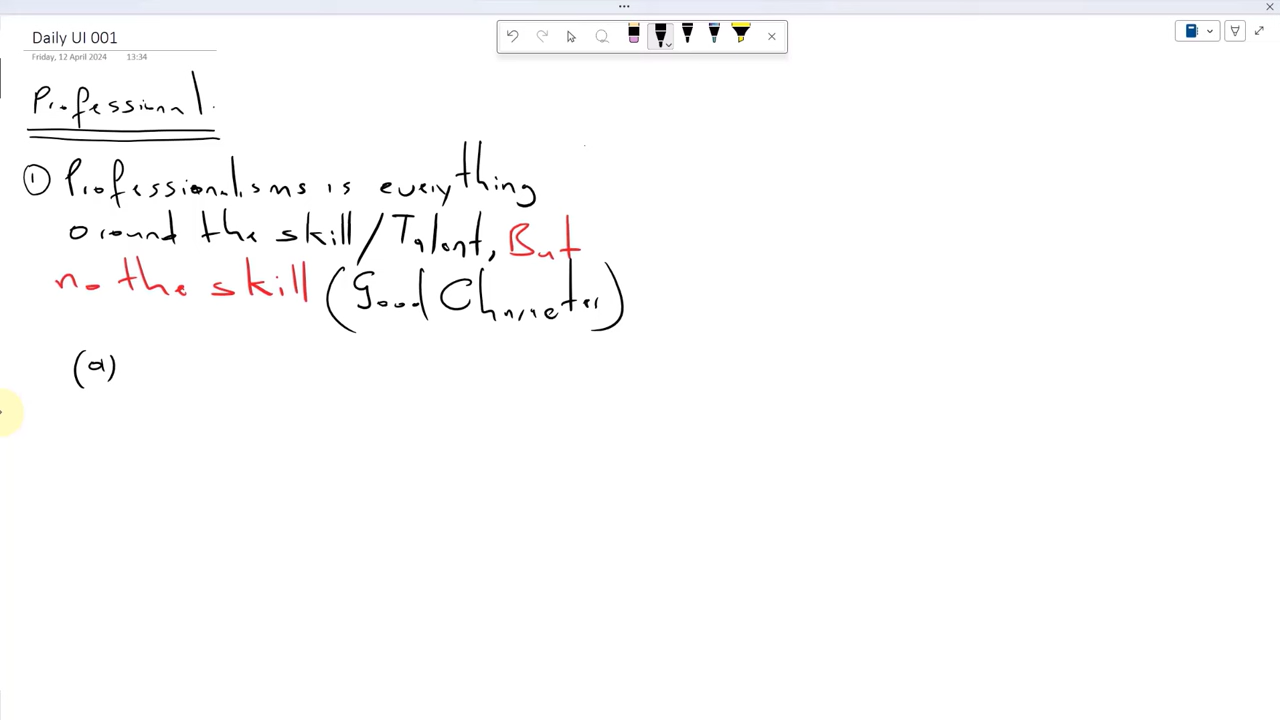 Daily UI 001
Friday, 12 April 2024 13:34
Professional.
① Professionalisms is everything
around the skill/Talent, But
no the skill (Good Character)
(a)